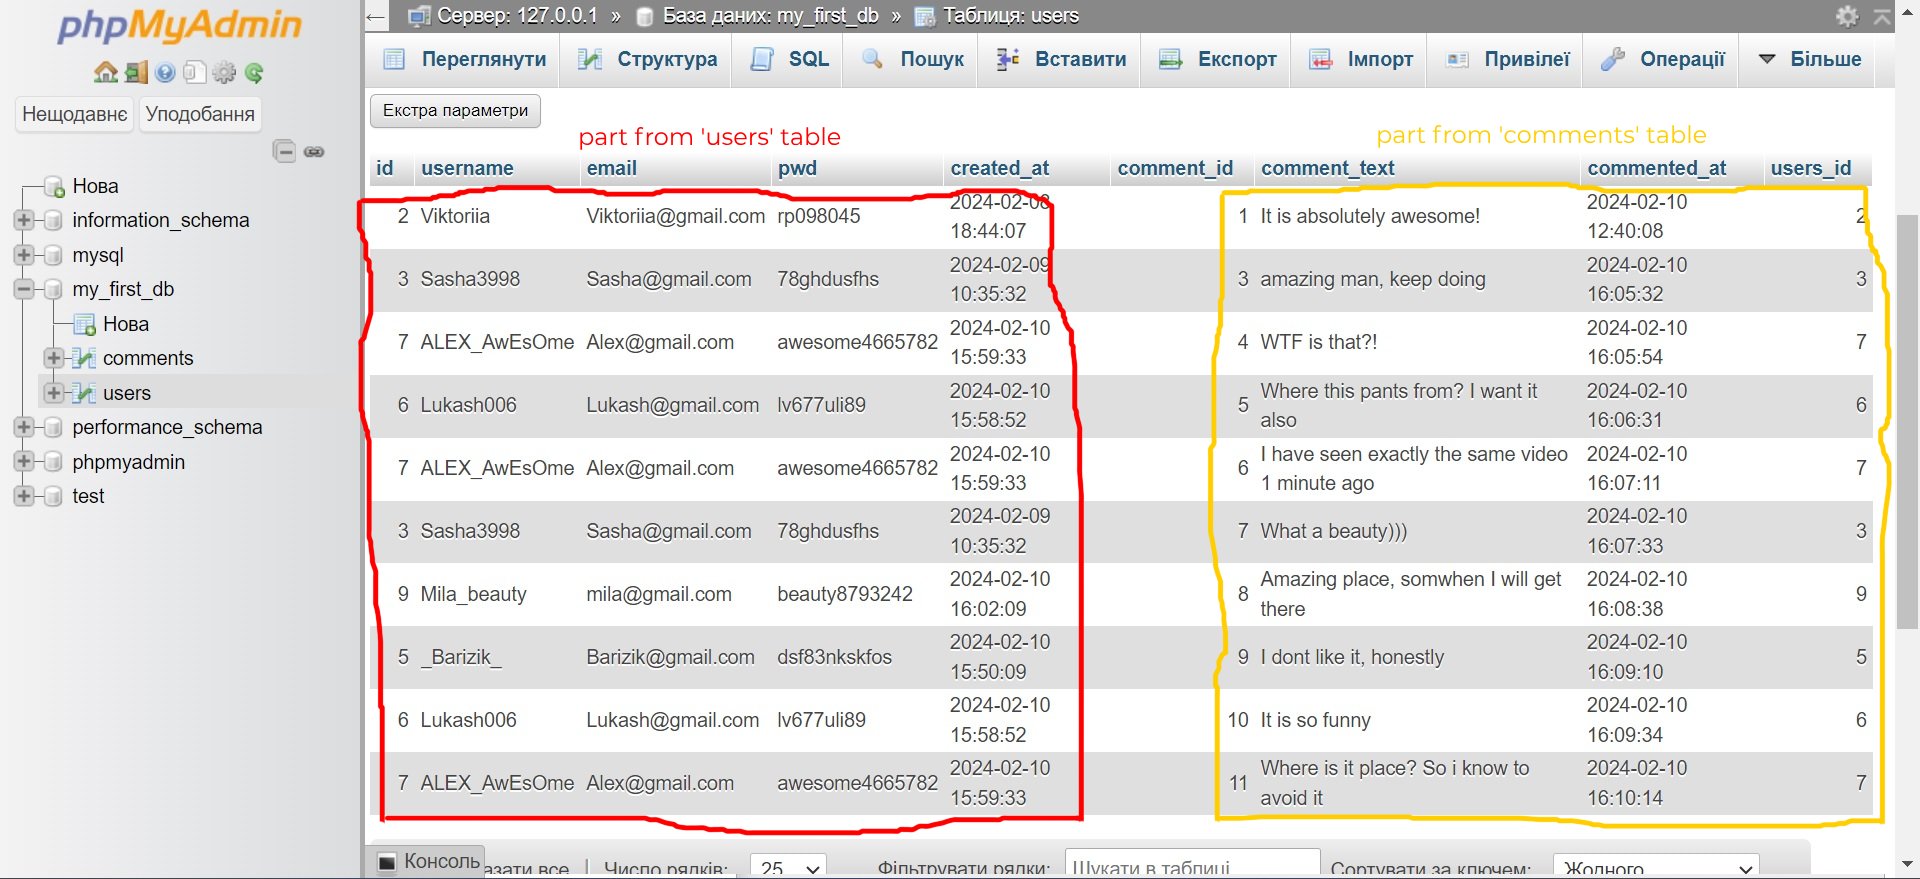 phpMyAdmin
Нещодавнє Уподобання
Нова
information_schema
mysql
my_first_db
Нова
comments
users
performance_schema
phpmyadmin
test
Сервер: 127.0.0.1 » База даних: my_first_db » Таблиця: users
Переглянути Структура SQL Пошук Вставити Експорт Імпорт Привілеї Операції Більше
Екстра параметри
part from 'users' table part from 'comments' table
id username email pwd created_at comment_id comment_text commented_at users_id
2 Viktoriia Viktoriia@gmail.com rp098045 2024-02-08 18:44:07 1 It is absolutely awesome! 2024-02-10 12:40:08 2
3 Sasha3998 Sasha@gmail.com 78ghdusfhs 2024-02-09 10:35:32 3 amazing man, keep doing 2024-02-10 16:05:32 3
7 ALEX_AwEsOme Alex@gmail.com awesome4665782 2024-02-10 15:59:33 4 WTF is that?! 2024-02-10 16:05:54 7
6 Lukash006 Lukash@gmail.com lv677uli89 2024-02-10 15:58:52 5 Where this pants from? I want it also 2024-02-10 16:06:31 6
7 ALEX_AwEsOme Alex@gmail.com awesome4665782 2024-02-10 15:59:33 6 I have seen exactly the same video 1 minute ago 2024-02-10 16:07:11 7
3 Sasha3998 Sasha@gmail.com 78ghdusfhs 2024-02-09 10:35:32 7 What a beauty))) 2024-02-10 16:07:33 3
9 Mila_beauty mila@gmail.com beauty8793242 2024-02-10 16:02:09 8 Amazing place, somwhen I will get there 2024-02-10 16:08:38 9
5 _Barizik_ Barizik@gmail.com dsf83nkskfos 2024-02-10 15:50:09 9 I dont like it, honestly 2024-02-10 16:09:10 5
6 Lukash006 Lukash@gmail.com lv677uli89 2024-02-10 15:58:52 10 It is so funny 2024-02-10 16:09:34 6
7 ALEX_AwEsOme Alex@gmail.com awesome4665782 2024-02-10 15:59:33 11 Where is it place? So i know to avoid it 2024-02-10 16:10:14 7
Консоль все Число рядків: 25 Фільтрувати рядки: Шукати в таблиці Сортувати за ключем: Жодного